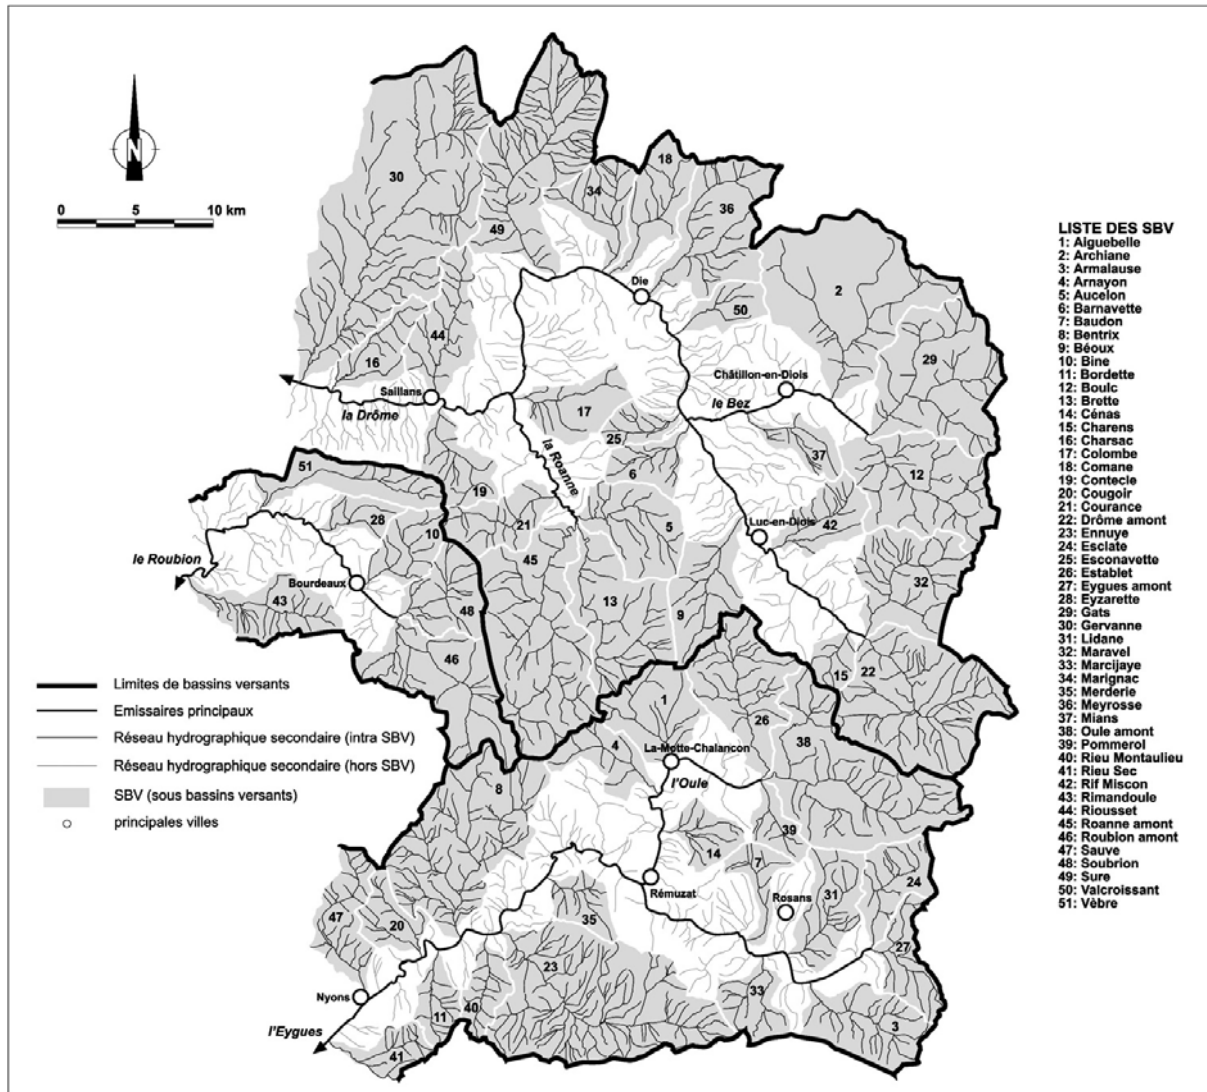 N
0 5 10 km
30
18
34
36
49
2
Die
50
29
44
16
Châtillon-en-Diois
Saillans
le Bez
la Drôme
17
la Roanne
25
37
51
6
12
19
28
21
5
Luc-en-Diois
42
10
45
le Roubion
Bourdeaux
32
43
13
48
9
46
15
22
1
26
38
4
La-Motte-Chalancon
l'Oule
8
39
14
7
24
Rémuzat
Rosans
31
47
35
20
27
23
Nyons
33
40
11
3
l'Eygues
41
Limites de bassins versants
Emissaires principaux
Réseau hydrographique secondaire (intra SBV)
Réseau hydrographique secondaire (hors SBV)
SBV (sous bassins versants)
principales villes
LISTE DES SBV
1: Aiguebelle
2: Archiane
3: Armalause
4: Arnayon
5: Aucelon
6: Barnavette
7: Baudon
8: Bentrix
9: Béoux
10: Bine
11: Bordette
12: Boulc
13: Brette
14: Cénas
15: Charens
16: Charsac
17: Colombe
18: Comane
19: Contecle
20: Cougoir
21: Courance
22: Drôme amont
23: Ennuye
24: Esclate
25: Esconavette
26: Establet
27: Eygues amont
28: Eyzarette
29: Gats
30: Gervanne
31: Lidane
32: Maravel
33: Marcijaye
34: Marignac
35: Merderie
36: Meyrosse
37: Mians
38: Oule amont
39: Pommerol
40: Rieu Montaulieu
41: Rieu Sec
42: Rif Miscon
43: Rimandoule
44: Riousset
45: Roanne amont
46: Roubion amont
47: Sauve
48: Soubrion
49: Sure
50: Valcroissant
51: Vèbre